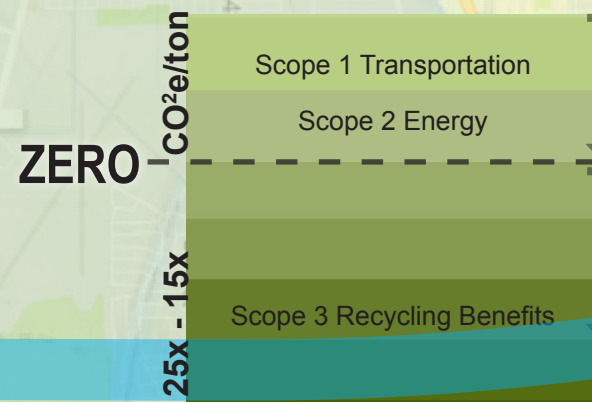 CO²e/ton
Scope 1 Transportation
Scope 2 Energy
ZERO
25x - 15x
Scope 3 Recycling Benefits